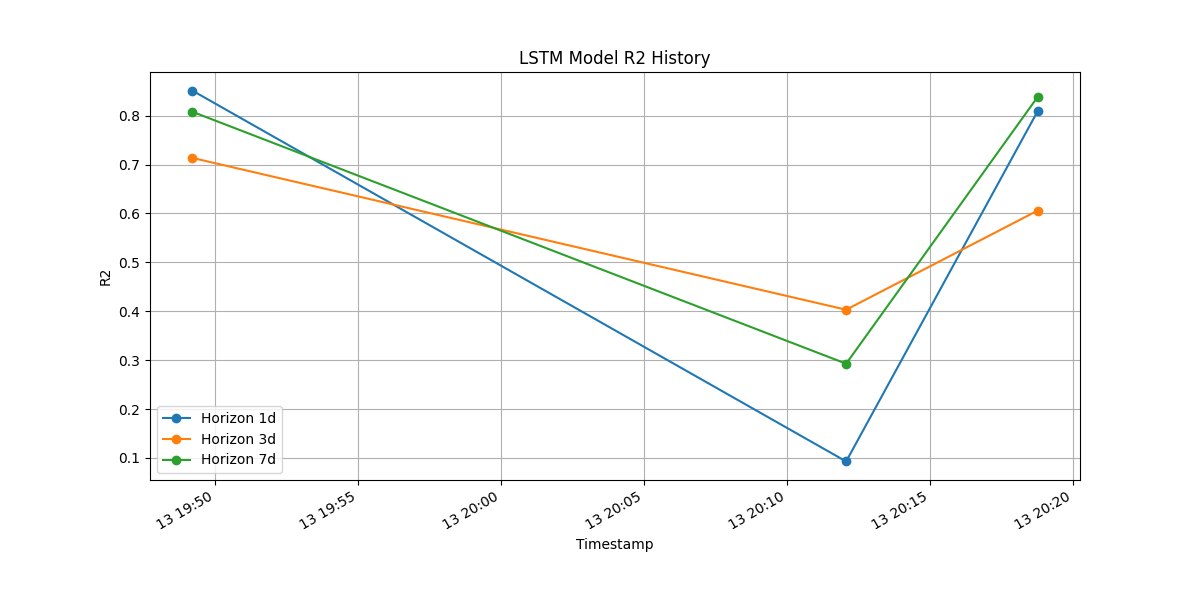 LSTM Model R2 History
R2
0.8
0.7
0.6
0.5
0.4
0.3
0.2
0.1
Horizon 1d
Horizon 3d
Horizon 7d
13 19:50
13 19:55
13 20:00
13 20:05
13 20:10
13 20:15
13 20:20
Timestamp